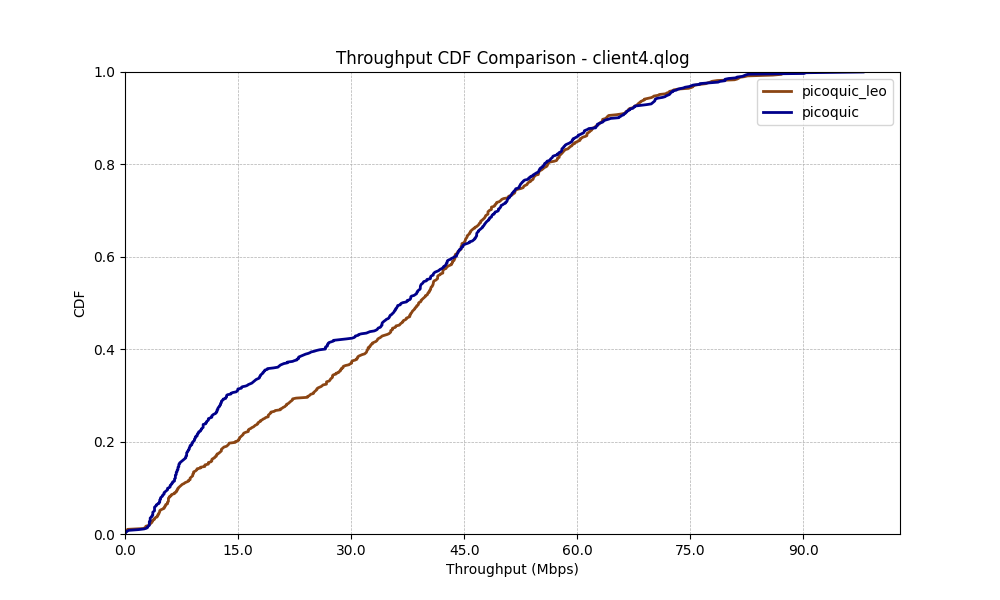 Throughput CDF Comparison - client4.qlog
picoquic_leo
picoquic
CDF
1.0
0.8
0.6
0.4
0.2
0.0
0.0 15.0 30.0 45.0 60.0 75.0 90.0
Throughput (Mbps)